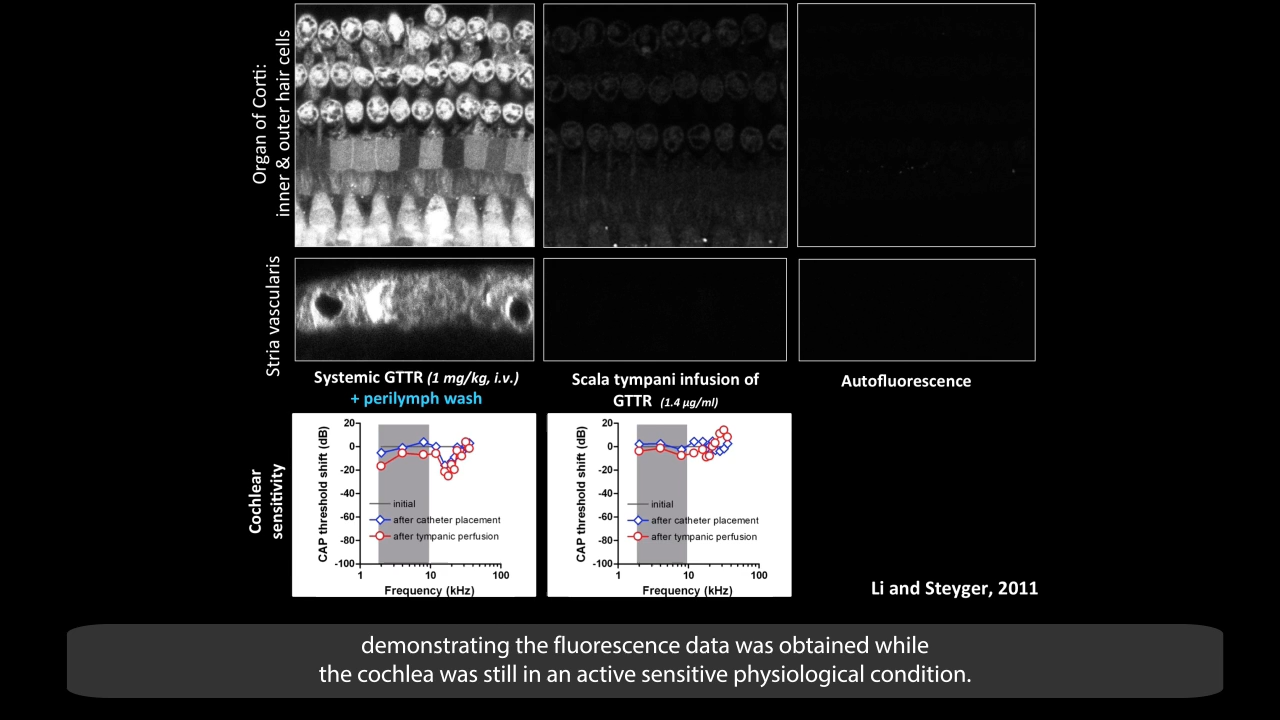 Organ of Corti:
inner & outer hair cells
Stria vascularis
Systemic GTTR (1 mg/kg, i.v.)
+ perilymph wash
Scala tympani infusion of
GTTR (1.4 µg/ml)
Autofluorescence
Cochlear
sensitivity
CAP threshold shift (dB)
20
0
-20
-40
-60
-80
-100
initial
after catheter placement
after tympanic perfusion
1
10
100
Frequency (kHz)
CAP threshold shift (dB)
20
0
-20
-40
-60
-80
-100
initial
after catheter placement
after tympanic perfusion
1
10
100
Frequency (kHz)
Li and Steyger, 2011
demonstrating the fluorescence data was obtained while
the cochlea was still in an active sensitive physiological condition.